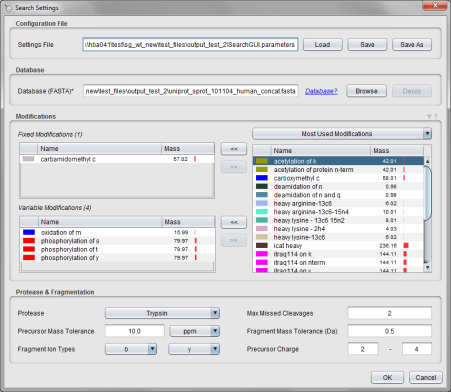 Search Settings
Configuration File
Settings File i\hba041\test\sg_wt_newtest_files\output_test_2\SearchGUI.parameters Load Save Save As
Database
Database (FASTA)* newtest_files\output_test_2\uniprot_sprot_101104_human_concat.fasta Database? Browse Decoy
Modifications
Fixed Modifications (1)
Name Mass
carbamidomethyl c 57.02
<<
>>
Variable Modifications (4)
Name Mass
oxidation of m 15.99
phosphorylation of s 79.97
phosphorylation of t 79.97
phosphorylation of y 79.97
<<
>>
Most Used Modifications
Name Mass
acetylation of k 42.01
acetylation of protein n-term 42.01
carboxymethyl c 58.01
deamidation of n 0.98
deamidation of n and q 0.98
heavy arginine-13c6 6.02
heavy arginine-13c6-15n4 10.01
heavy lysine - 13c6 15n2 8.01
heavy lysine - 2h4 4.03
heavy lysine-13c6 6.02
icat heavy 236.16
itraq114 on k 144.11
itraq114 on nterm 144.11
itraq114 on y 144.11
Protease & Fragmentation
Protease Trypsin Max Missed Cleavages 2
Precursor Mass Tolerance 10.0 ppm Fragment Mass Tolerance (Da) 0.5
Fragment Ion Types b y Precursor Charge 2 - 4
OK Cancel